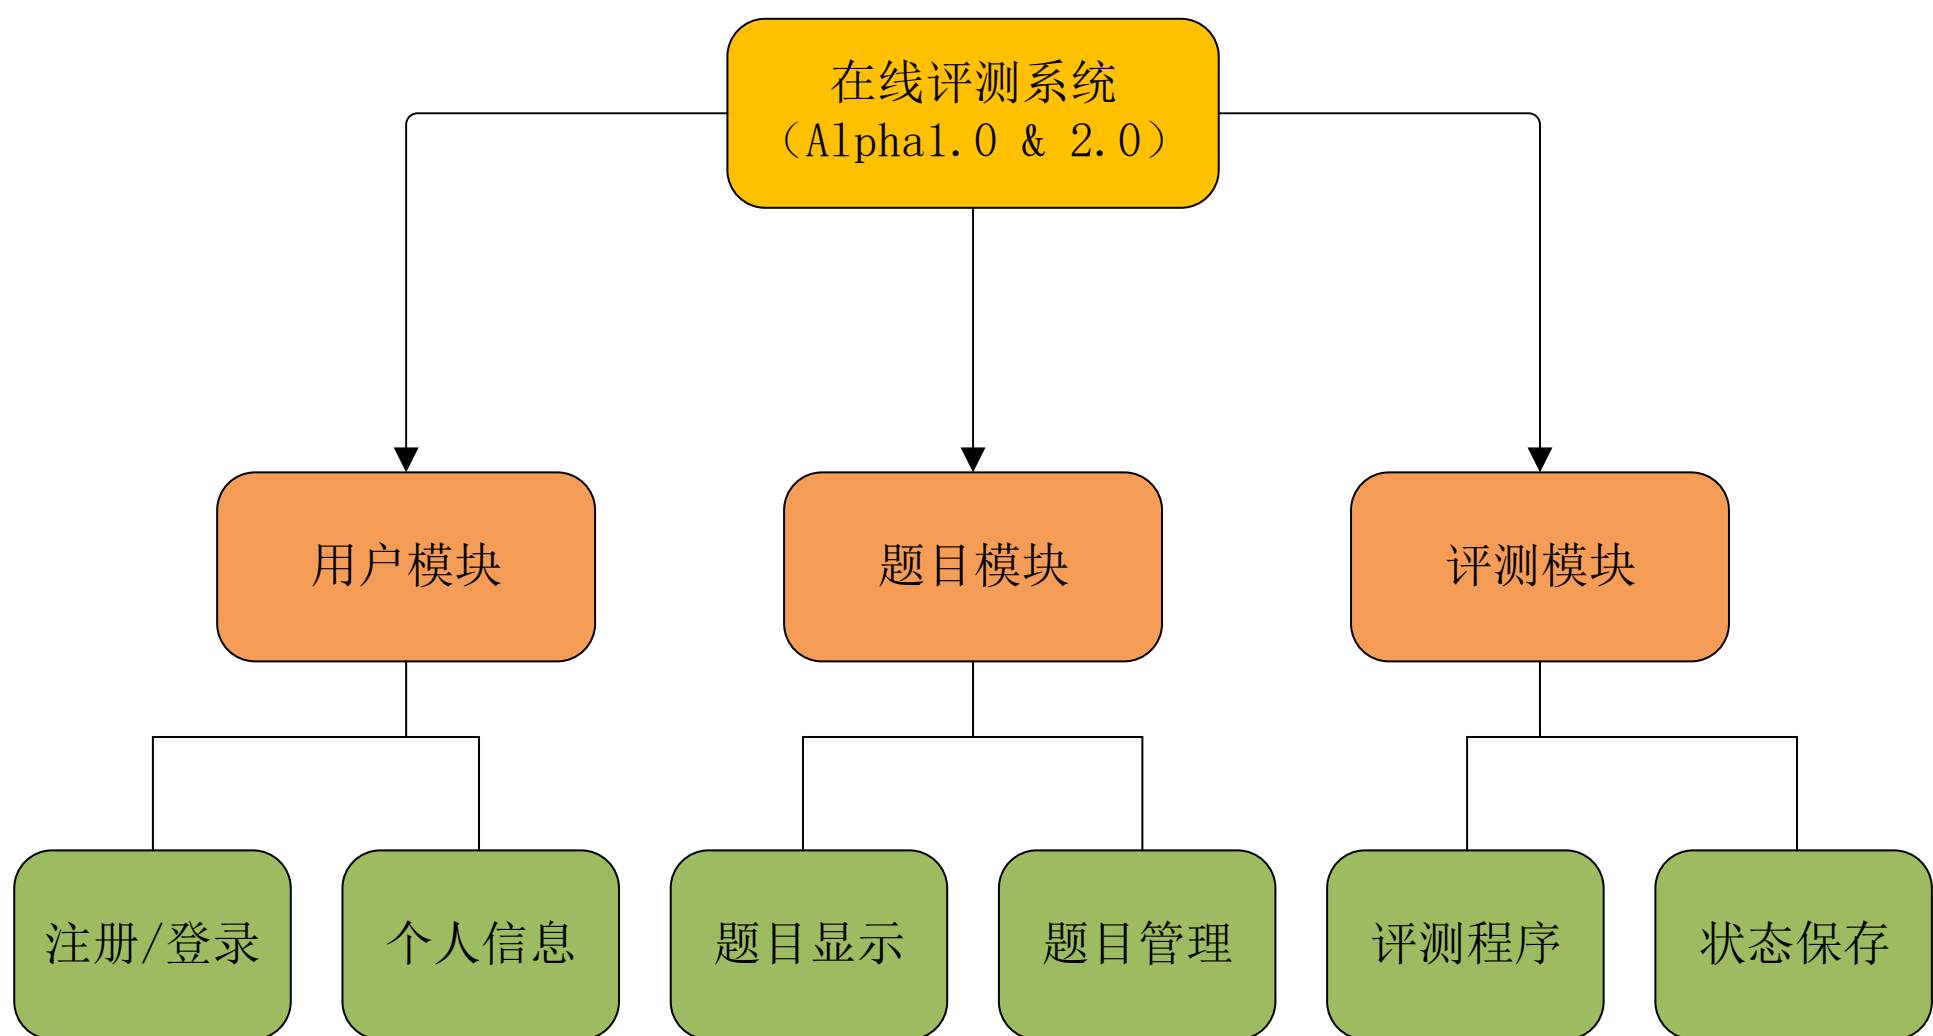 在线评测系统
（Alpha1.0 & 2.0）
用户模块
题目模块
评测模块
注册/登录
个人信息
题目显示
题目管理
评测程序
状态保存